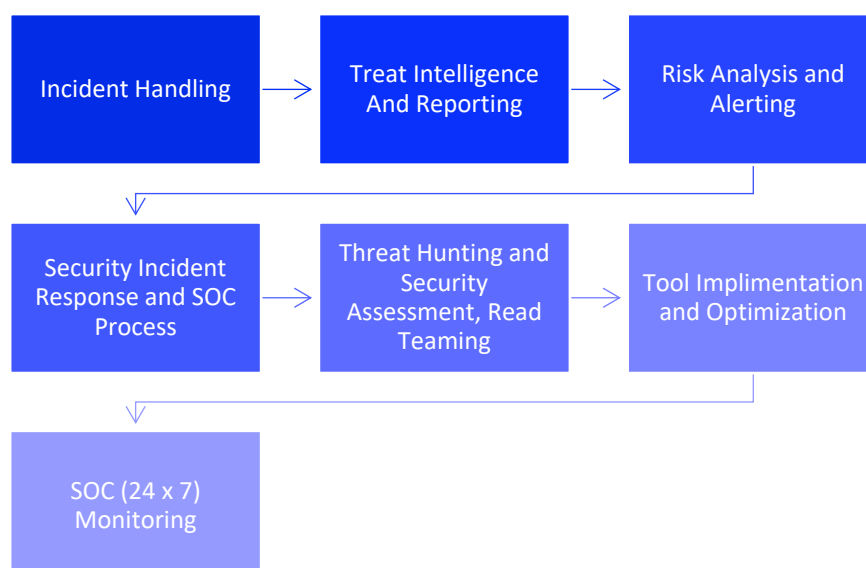 Incident Handling
Treat Intelligence
And Reporting
Risk Analysis and
Alerting
Security Incident
Response and SOC
Process
Threat Hunting and
Security
Assessment, Read
Teaming
Tool Implimentation
and Optimization
SOC (24 x 7)
Monitoring